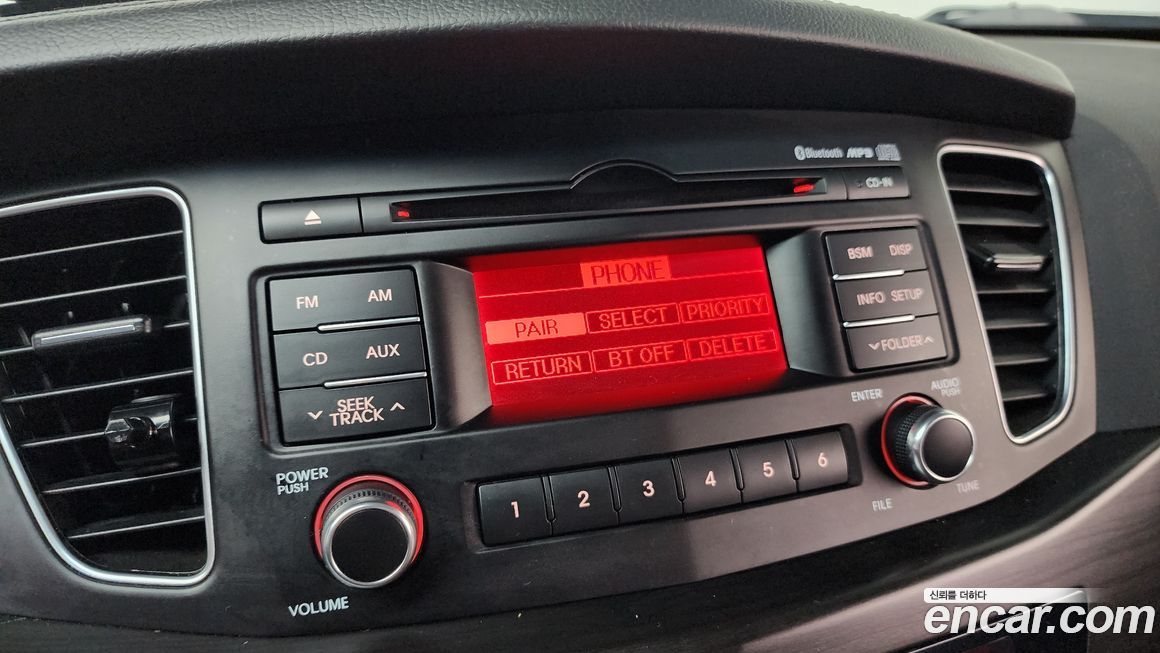 Bluetooth MP3
CD-IN
PHONE
PAIR SELECT PRIORITY
RETURN BT OFF DELETE
FM AM
CD AUX
SEEK
TRACK
BSM DISP
INFO SETUP
FOLDER
POWER
PUSH
VOLUME
1 2 3 4 5 6
ENTER
AUDIO
PUSH
FILE
TUNE
신뢰를 더하다
encar.com